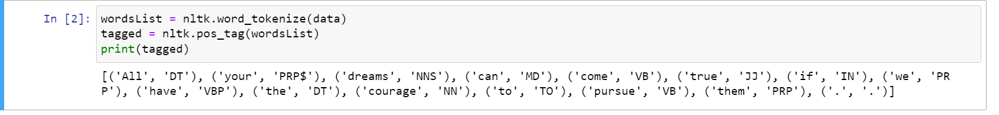 In [2]: wordsList = nltk.word_tokenize(data)
tagged = nltk.pos_tag(wordsList)
print(tagged)
[('All', 'DT'), ('your', 'PRP$'), ('dreams', 'NNS'), ('can', 'MD'), ('come', 'VB'), ('true', 'JJ'), ('if', 'IN'), ('we', 'PR
P'), ('have', 'VBP'), ('the', 'DT'), ('courage', 'NN'), ('to', 'TO'), ('pursue', 'VB'), ('them', 'PRP'), ('.', '.')]